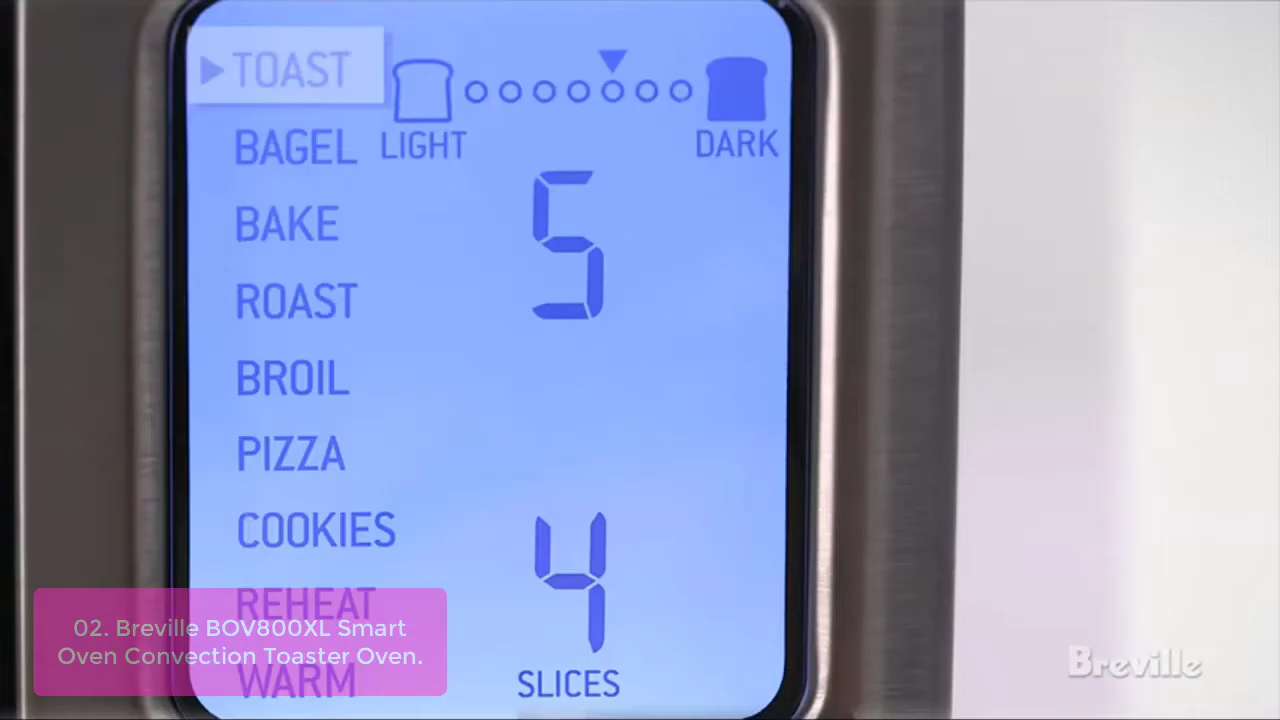 TOAST
LIGHT
DARK
BAGEL
5
BAKE
ROAST
BROIL
PIZZA
COOKIES
4
REHEAT
WARM
SLICES
02. Breville BOV800XL Smart
Oven Convection Toaster Oven.
Breville